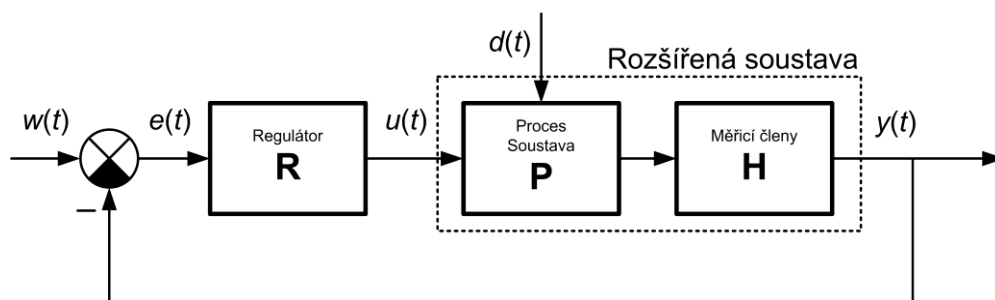 d(t)
Rozšířená soustava
w(t)
e(t)
Regulátor
R
u(t)
Proces
Soustava
P
Měřicí členy
H
y(t)
–